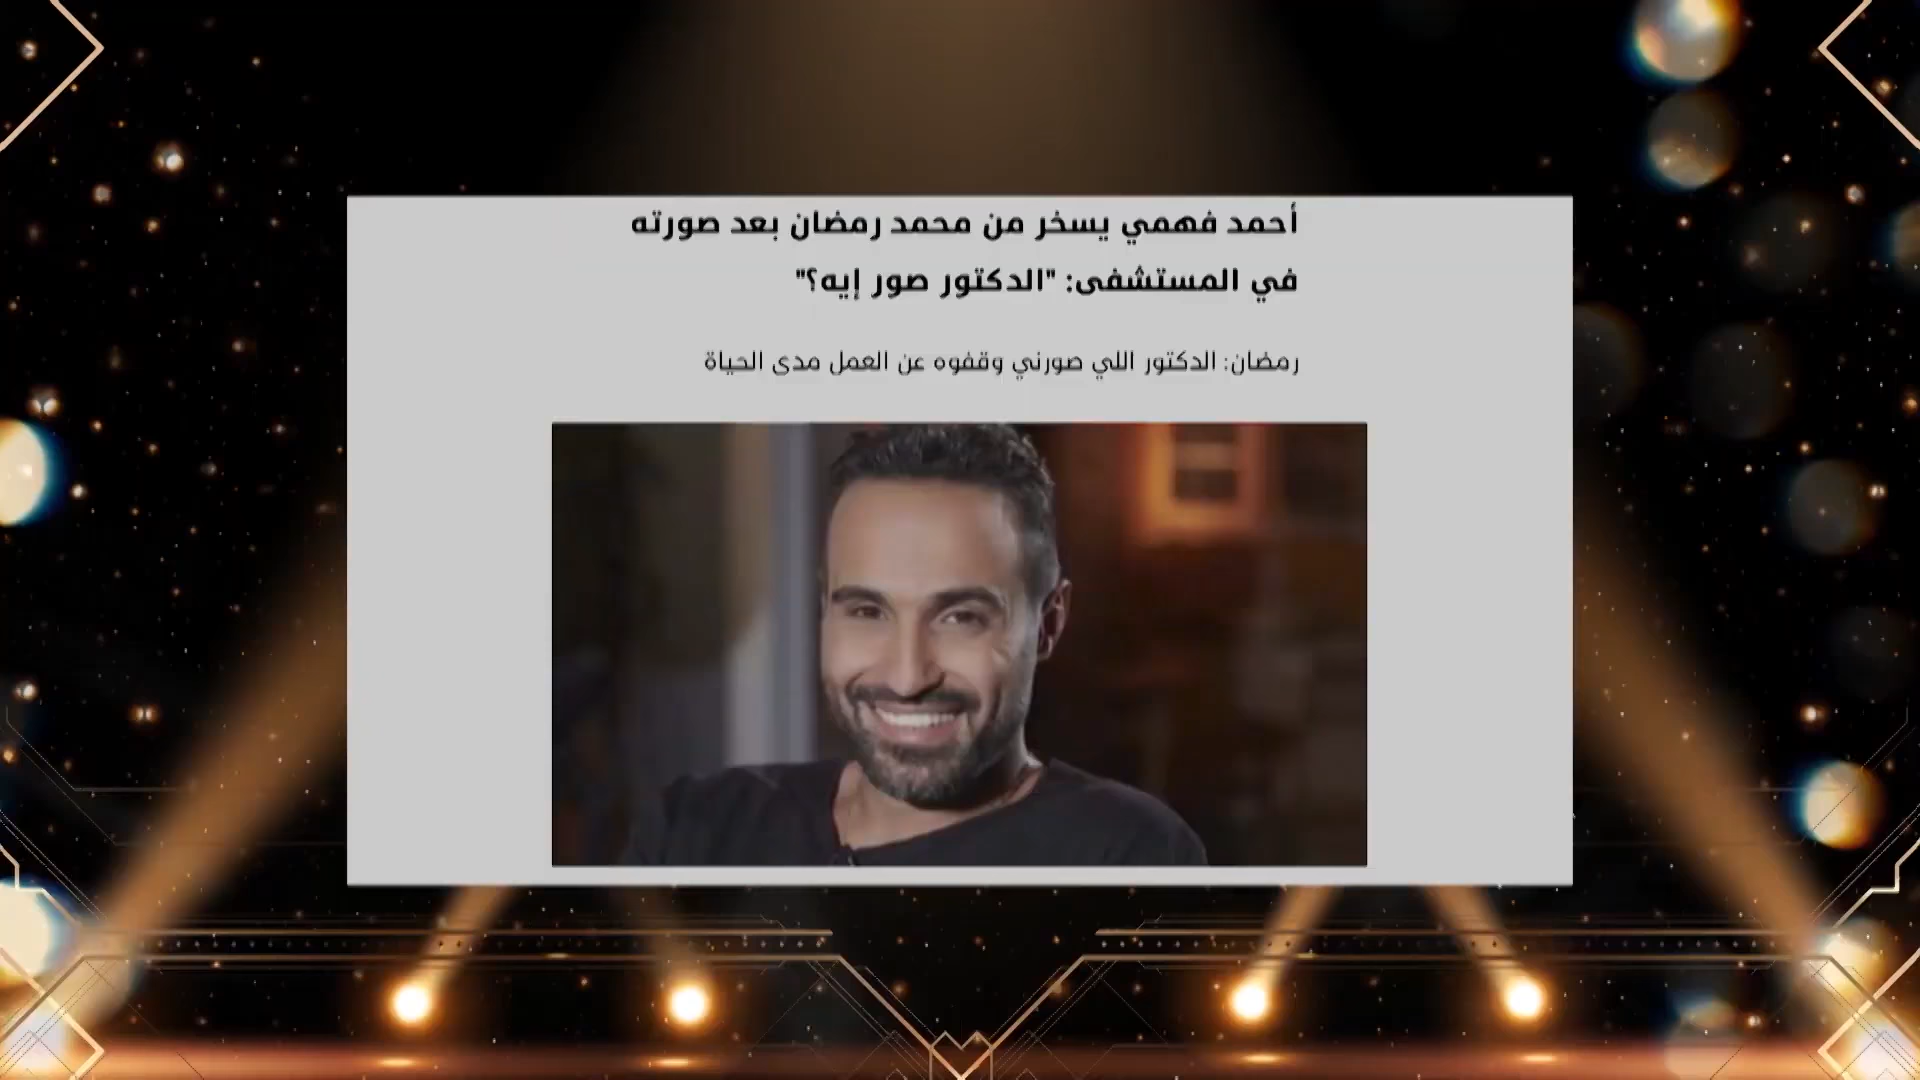 أحمد فهمي يسخر من محمد رمضان بعد صورته
في المستشفى: "الدكتور صور إيه؟"
رمضان: الدكتور اللي صورني وقفوه عن العمل مدى الحياة